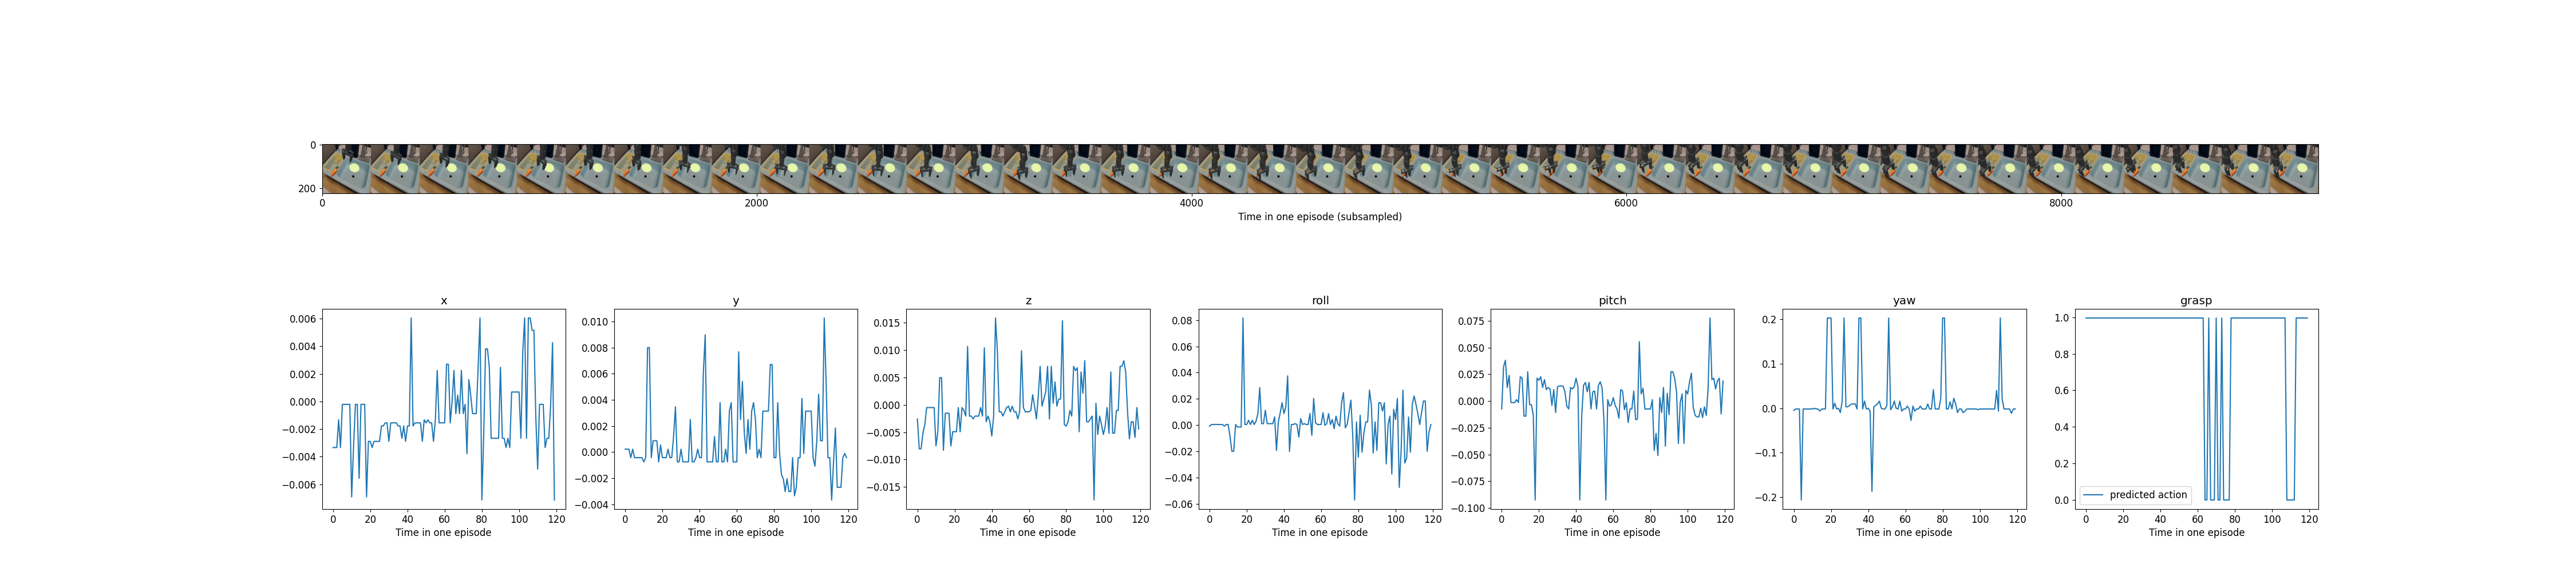 0
200
0 2000 4000 6000 8000
Time in one episode (subsampled)
x
0.006
0.004
0.002
0.000
−0.002
−0.004
−0.006
0 20 40 60 80 100 120
Time in one episode
y
0.010
0.008
0.006
0.004
0.002
0.000
−0.002
−0.004
0 20 40 60 80 100 120
Time in one episode
z
0.015
0.010
0.005
0.000
−0.005
−0.010
−0.015
0 20 40 60 80 100 120
Time in one episode
roll
0.08
0.06
0.04
0.02
0.00
−0.02
−0.04
−0.06
0 20 40 60 80 100 120
Time in one episode
pitch
0.075
0.050
0.025
0.000
−0.025
−0.050
−0.075
−0.100
0 20 40 60 80 100 120
Time in one episode
yaw
0.2
0.1
0.0
−0.1
−0.2
0 20 40 60 80 100 120
Time in one episode
grasp
1.0
0.8
0.6
0.4
0.2
0.0
predicted action
0 20 40 60 80 100 120
Time in one episode